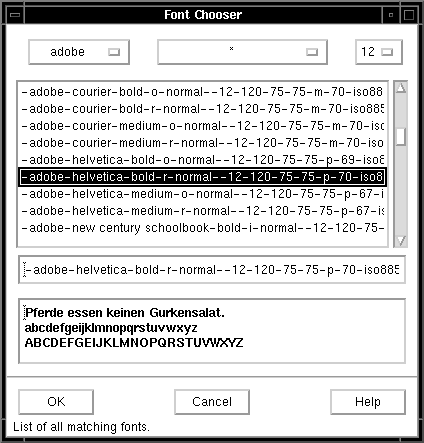 Font Chooser
adobe
*
12
-adobe-courier-bold-o-normal--12-120-75-75-m-70-iso88
-adobe-courier-bold-r-normal--12-120-75-75-m-70-iso885
-adobe-courier-medium-o-normal--12-120-75-75-m-70-isc
-adobe-courier-medium-r-normal--12-120-75-75-m-70-isc
-adobe-helvetica-bold-o-normal--12-120-75-75-p-69-iso8
-adobe-helvetica-bold-r-normal--12-120-75-75-p-70-iso8
-adobe-helvetica-medium-o-normal--12-120-75-75-p-67-i
-adobe-helvetica-medium-r-normal--12-120-75-75-p-67-is
-adobe-new century schoolbook-bold-i-normal--12-120-75
-adobe-helvetica-bold-r-normal--12-120-75-75-p-70-iso885
Pferde essen keinen Gurkensalat.
abcdefgeijklmnopqrstuvwxyz
ABCDEFGEIJKLMNOPQRSTUVWXYZ
OK
Cancel
Help
List of all matching fonts.